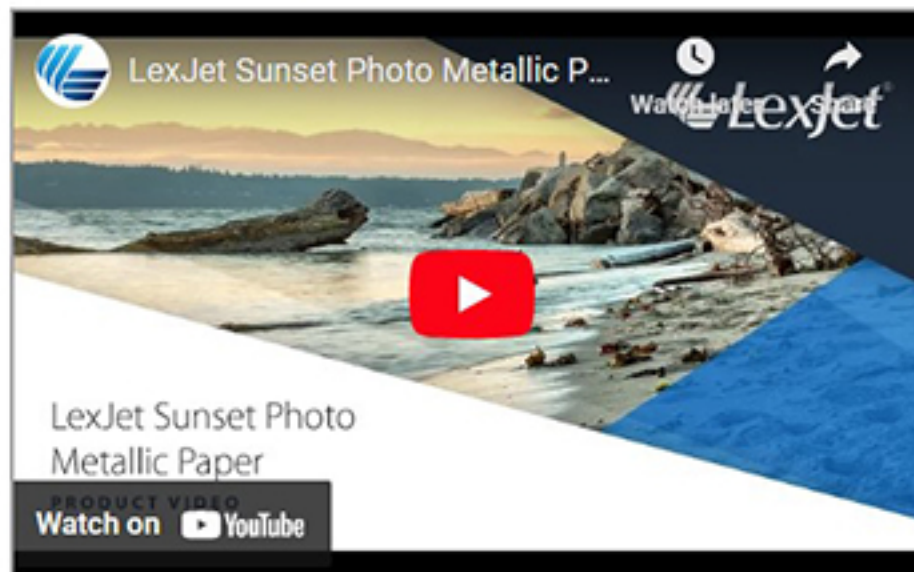 LexJet Sunset Photo Metallic P...
Watch later
Share
LexJet
LexJet Sunset Photo
Metallic Paper
PRODUCT VIDEO
Watch on YouTube